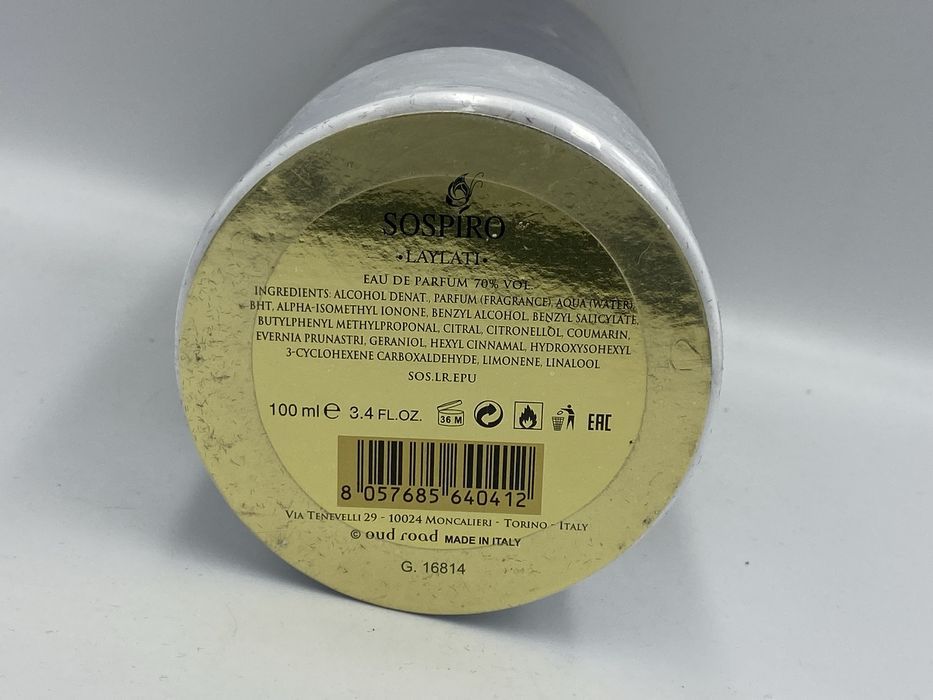 SOSPÍRO
•LAYLATI•
EAU DE PARFUM 70% VOL.
INGREDIENTS: ALCOHOL DENAT., PARFUM (FRAGRANCE), AQUA (WATER),
BHT, ALPHA-ISOMETHYL IONONE, BENZYL ALCOHOL, BENZYL SALICYLATE,
BUTYLPHENYL METHYLPROPONAL, CITRAL, CITRONELLOL, COUMARIN,
EVERNIA PRUNASTRI, GERANIOL, HEXYL CINNAMAL, HYDROXYSOHEXYL
3-CYCLOHEXENE CARBOXALDEHYDE, LIMONENE, LINALOOL
SOS.LR.EPU
100 ml e 3.4 FL.OZ. 36 M EAC
8 057685 640412
VIA TENEVELLI 29 - 10024 MONCALIERI - TORINO - ITALY
© oud road MADE IN ITALY
G. 16814